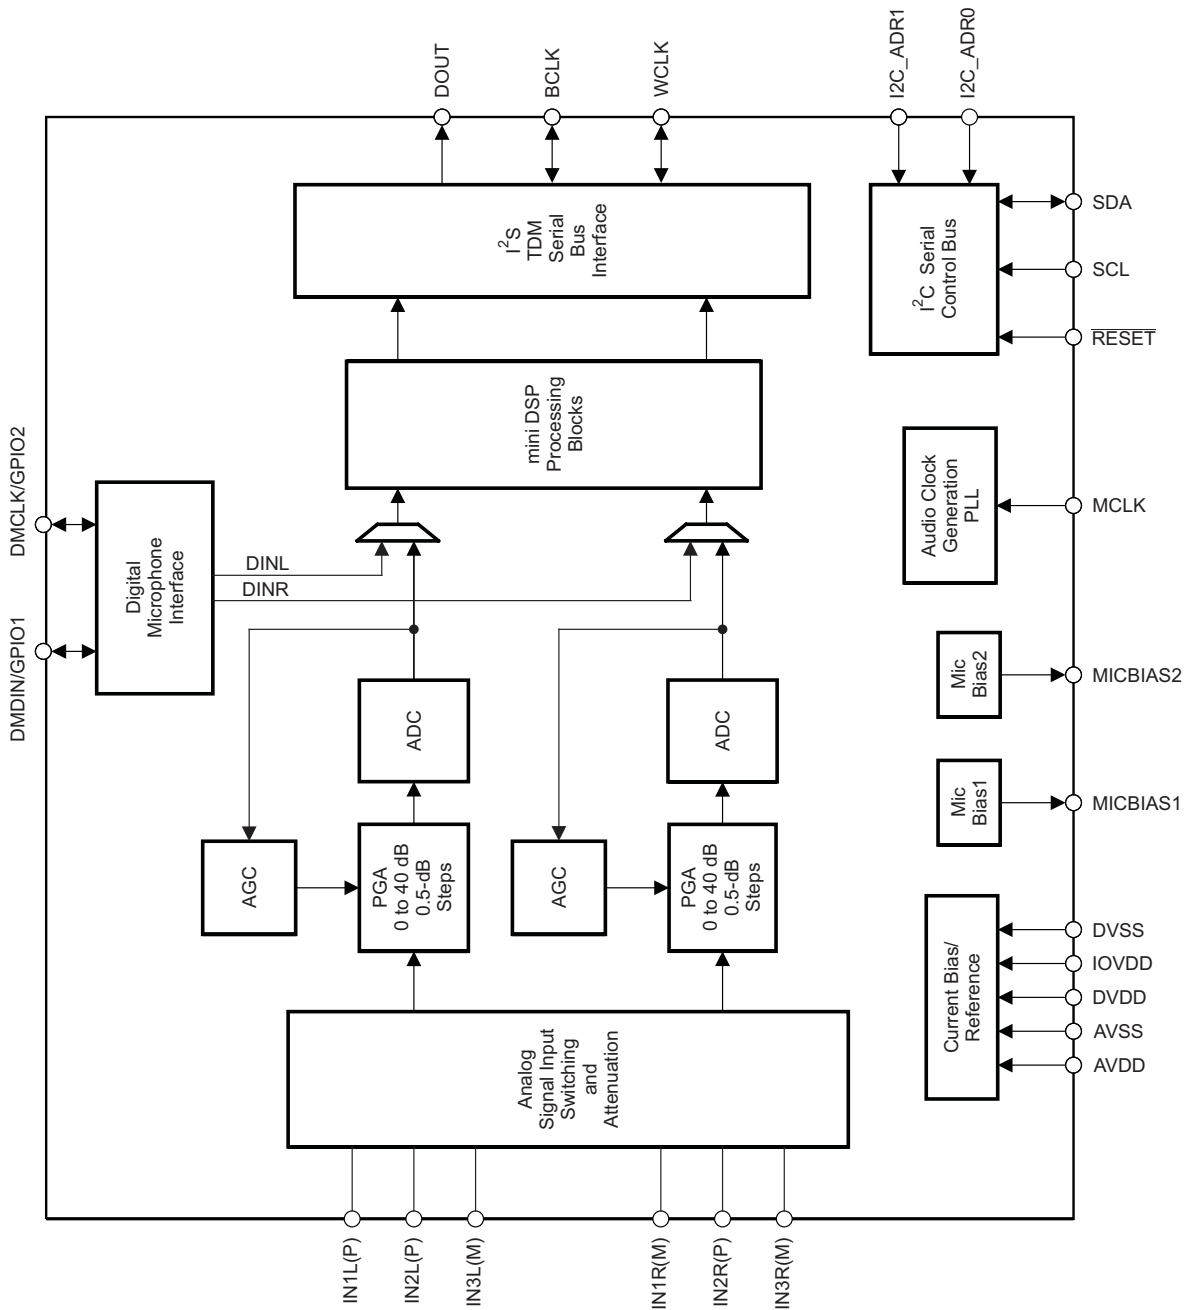 DOUT
BCLK
WCLK
I2C_ADR1
I2C_ADR0
I²S
TDM
Serial
Bus
Interface
I²C Serial
Control Bus
SDA
SCL
RESET
mini DSP
Processing
Blocks
DMCLK/GPIO2
DMDIN/GPIO1
Digital
Microphone
Interface
DINL
DINR
Audio Clock
Generation
PLL
MCLK
ADC
ADC
Mic
Bias2
MICBIAS2
Mic
Bias1
MICBIAS1
AGC
PGA
0 to 40 dB
0.5-dB
Steps
AGC
PGA
0 to 40 dB
0.5-dB
Steps
Current Bias/
Reference
DVSS
IOVDD
DVDD
AVSS
AVDD
Analog
Signal Input
Switching
and
Attenuation
IN1L(P)
IN2L(P)
IN3L(M)
IN1R(M)
IN2R(P)
IN3R(M)